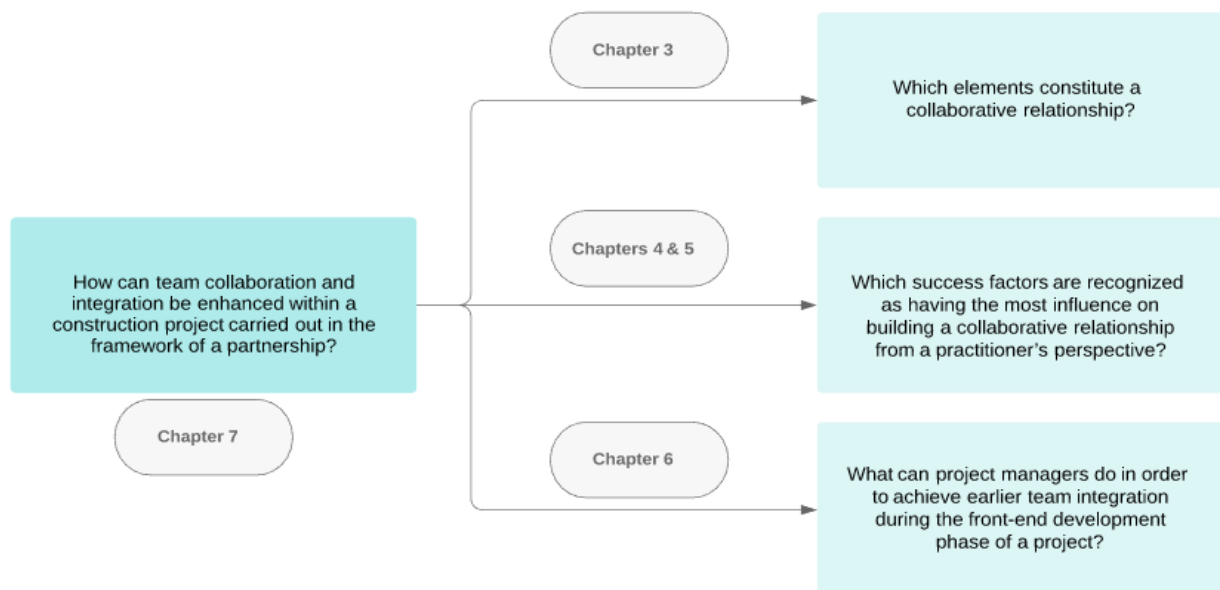 Chapter 3
Which elements constitute a
collaborative relationship?
Chapters 4 & 5
How can team collaboration and
integration be enhanced within a
construction project carried out in the
framework of a partnership?
Which success factors are recognized
as having the most influence on
building a collaborative relationship
from a practitioner’s perspective?
Chapter 7
Chapter 6
What can project managers do in order
to achieve earlier team integration
during the front-end development
phase of a project?